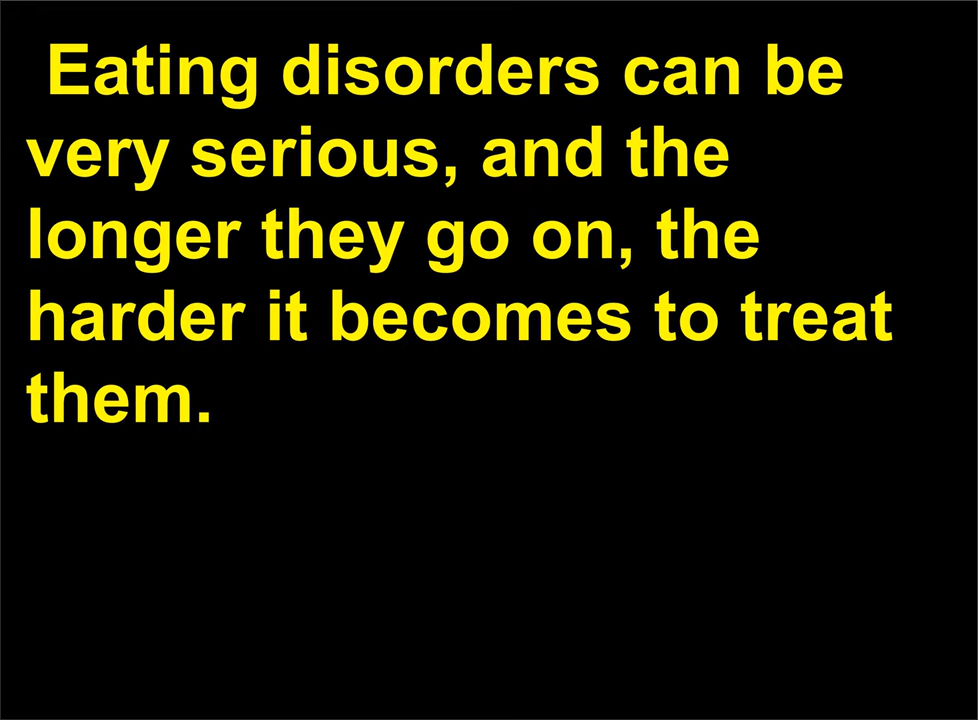 Eating disorders can be
very serious, and the
longer they go on, the
harder it becomes to treat
them.